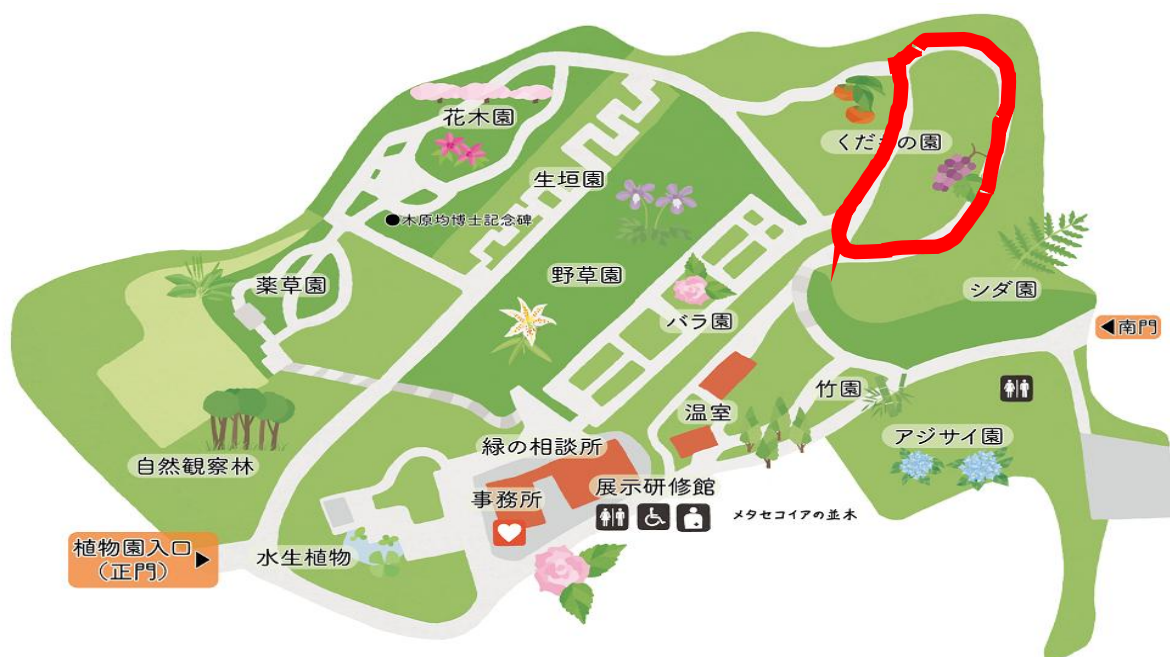 花木園
くだもの園
生垣園
●木原均博士記念碑
野草園
薬草園
シダ園
バラ園
◀南門
竹園
温室
アジサイ園
緑の相談所
自然観察林
展示研修館
事務所
メタセコイアの並木
植物園入口
(正門)▶
水生植物